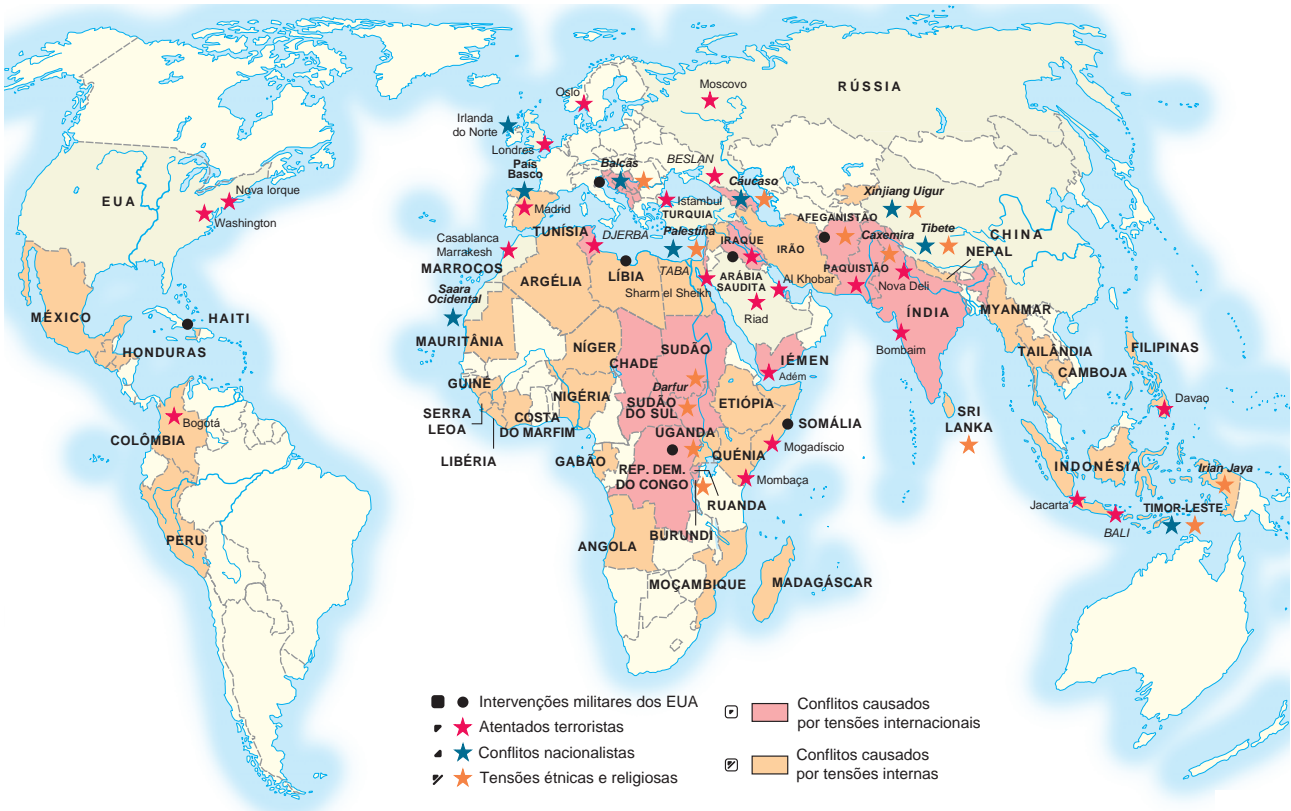 RÚSSIA
Moscovo
Oslo
Irlanda
do Norte
Londres
País
Basco
Balcãs
BESLAN
Cáucaso
Xinjiang Uigur
EUA
Nova Iorque
Washington
Madrid
Istambul
TURQUIA
AFEGANISTÃO
Caxemira
Tibete
CHINA
NEPAL
Casablanca
Marrakesh
MARROCOS
TUNÍSIA
DJERBA
Palestina
TABA
IRAQUE
IRÃO
PAQUISTÃO
Nova Deli
ARGÉLIA
LÍBIA
Sharm el Sheikh
ARÁBIA
SAUDITA
Al Khobar
Riad
Saara
Ocidental
MÉXICO
HAITI
HONDURAS
MAURITÂNIA
NÍGER
CHADE
SUDÃO
IÉMEN
Adém
ÍNDIA
Bombaim
MYANMAR
TAILÂNDIA
CAMBOJA
FILIPINAS
Davao
GUINÉ
NIGÉRIA
Darfur
SUDÃO
DO SUL
ETIÓPIA
SERRA
LEOA
COSTA
DO MARFIM
LIBÉRIA
Bogotá
COLÔMBIA
SOMÁLIA
SRI
LANKA
UGANDA
QUÉNIA
Mogadíscio
GABÃO
REP. DEM.
DO CONGO
Mombaça
RUANDA
INDONÉSIA
Irian Jaya
Jacarta
BALI
TIMOR-LESTE
PERU
BURUNDI
ANGOLA
MOÇAMBIQUE
MADAGÁSCAR
Intervenções militares dos EUA
Atentados terroristas
Conflitos nacionalistas
Tensões étnicas e religiosas
Conflitos causados
por tensões internacionais
Conflitos causados
por tensões internas